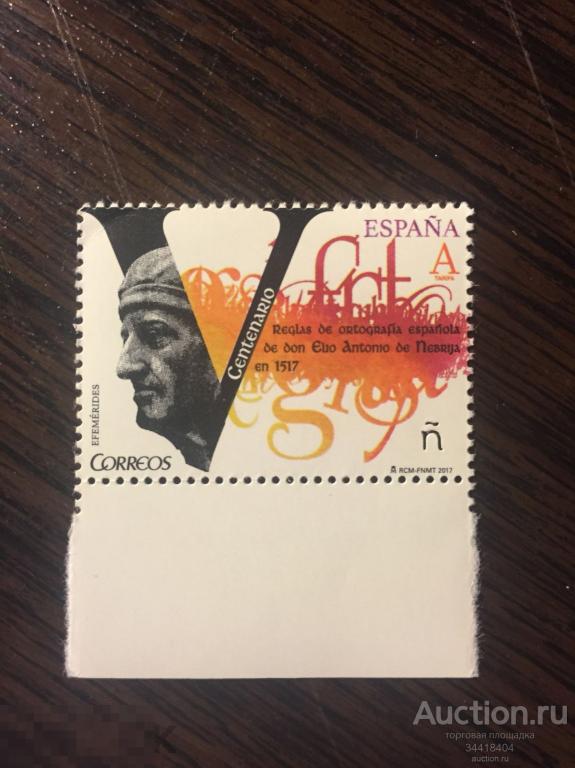 ESPAÑA
A
TARIFA
V Centenario
Reglas de ortografía española
de don Elio Antonio de Nebrija
en 1517
EFEMÉRIDES
CORREOS
ñ
RCM-FNMT 2017
K
Auction.ru
торговая площадка
34418404
auction.ru